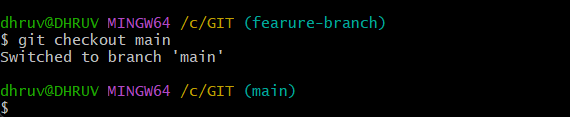 dhruv@DHRUV MINGW64 /c/GIT (fearure-branch)
$ git checkout main
Switched to branch 'main'
dhruv@DHRUV MINGW64 /c/GIT (main)
$